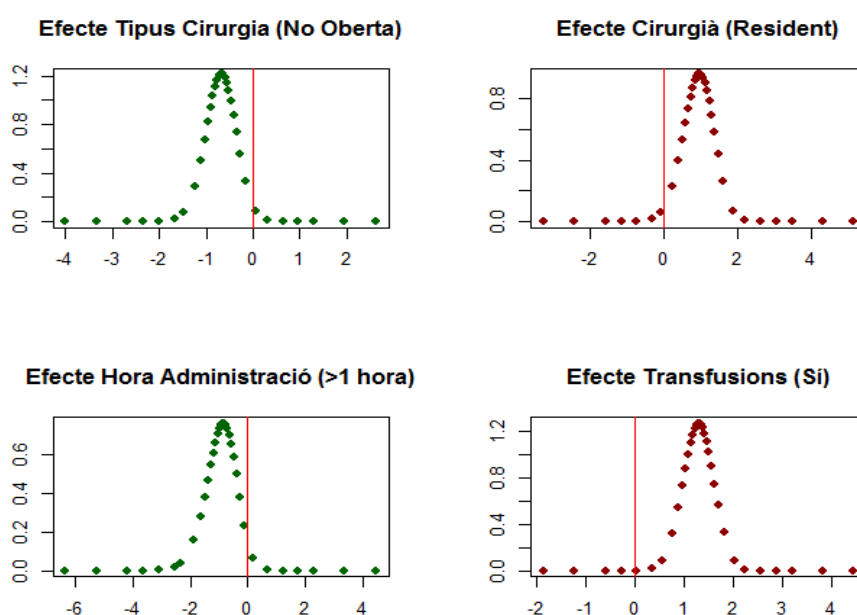 Efecte Tipus Cirurgia (No Oberta)
1.2
0.8
0.4
0.0
-4 -3 -2 -1 0 1 2
Efecte Cirurgià (Resident)
0.8
0.4
0.0
-2 0 2 4
Efecte Hora Administració (>1 hora)
0.6
0.4
0.2
0.0
-6 -4 -2 0 2 4
Efecte Transfusions (Sí)
1.2
0.8
0.4
0.0
-2 -1 0 1 2 3 4